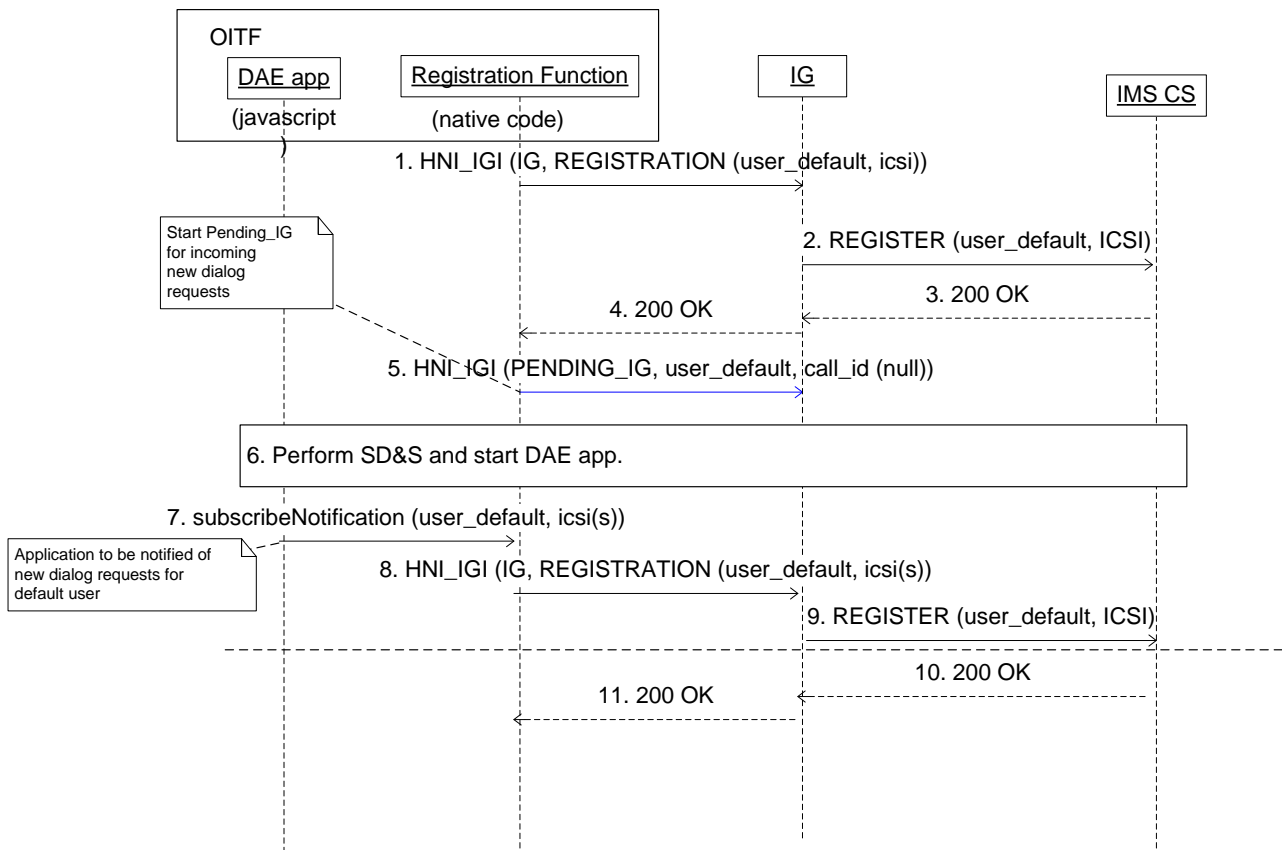 OITF
DAE app
Registration Function
IG
IMS CS
(javascript
)
(native code)
1. HNI_IGI (IG, REGISTRATION (user_default, icsi))
Start Pending_IG
for incoming
new dialog
requests
2. REGISTER (user_default, ICSI)
3. 200 OK
4. 200 OK
5. HNI_IGI (PENDING_IG, user_default, call_id (null))
6. Perform SD&S and start DAE app.
7. subscribeNotification (user_default, icsi(s))
Application to be notified of
new dialog requests for
default user
8. HNI_IGI (IG, REGISTRATION (user_default, icsi(s))
9. REGISTER (user_default, ICSI)
10. 200 OK
11. 200 OK